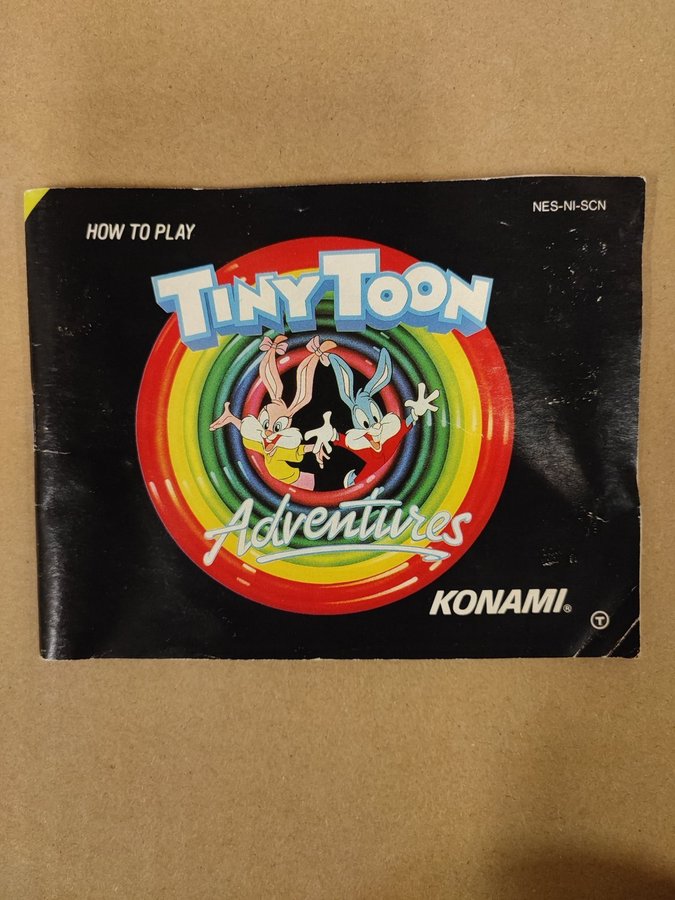 HOW TO PLAY
NES-NI-SCN
TINY TOON
Adventures
KONAMI®
T